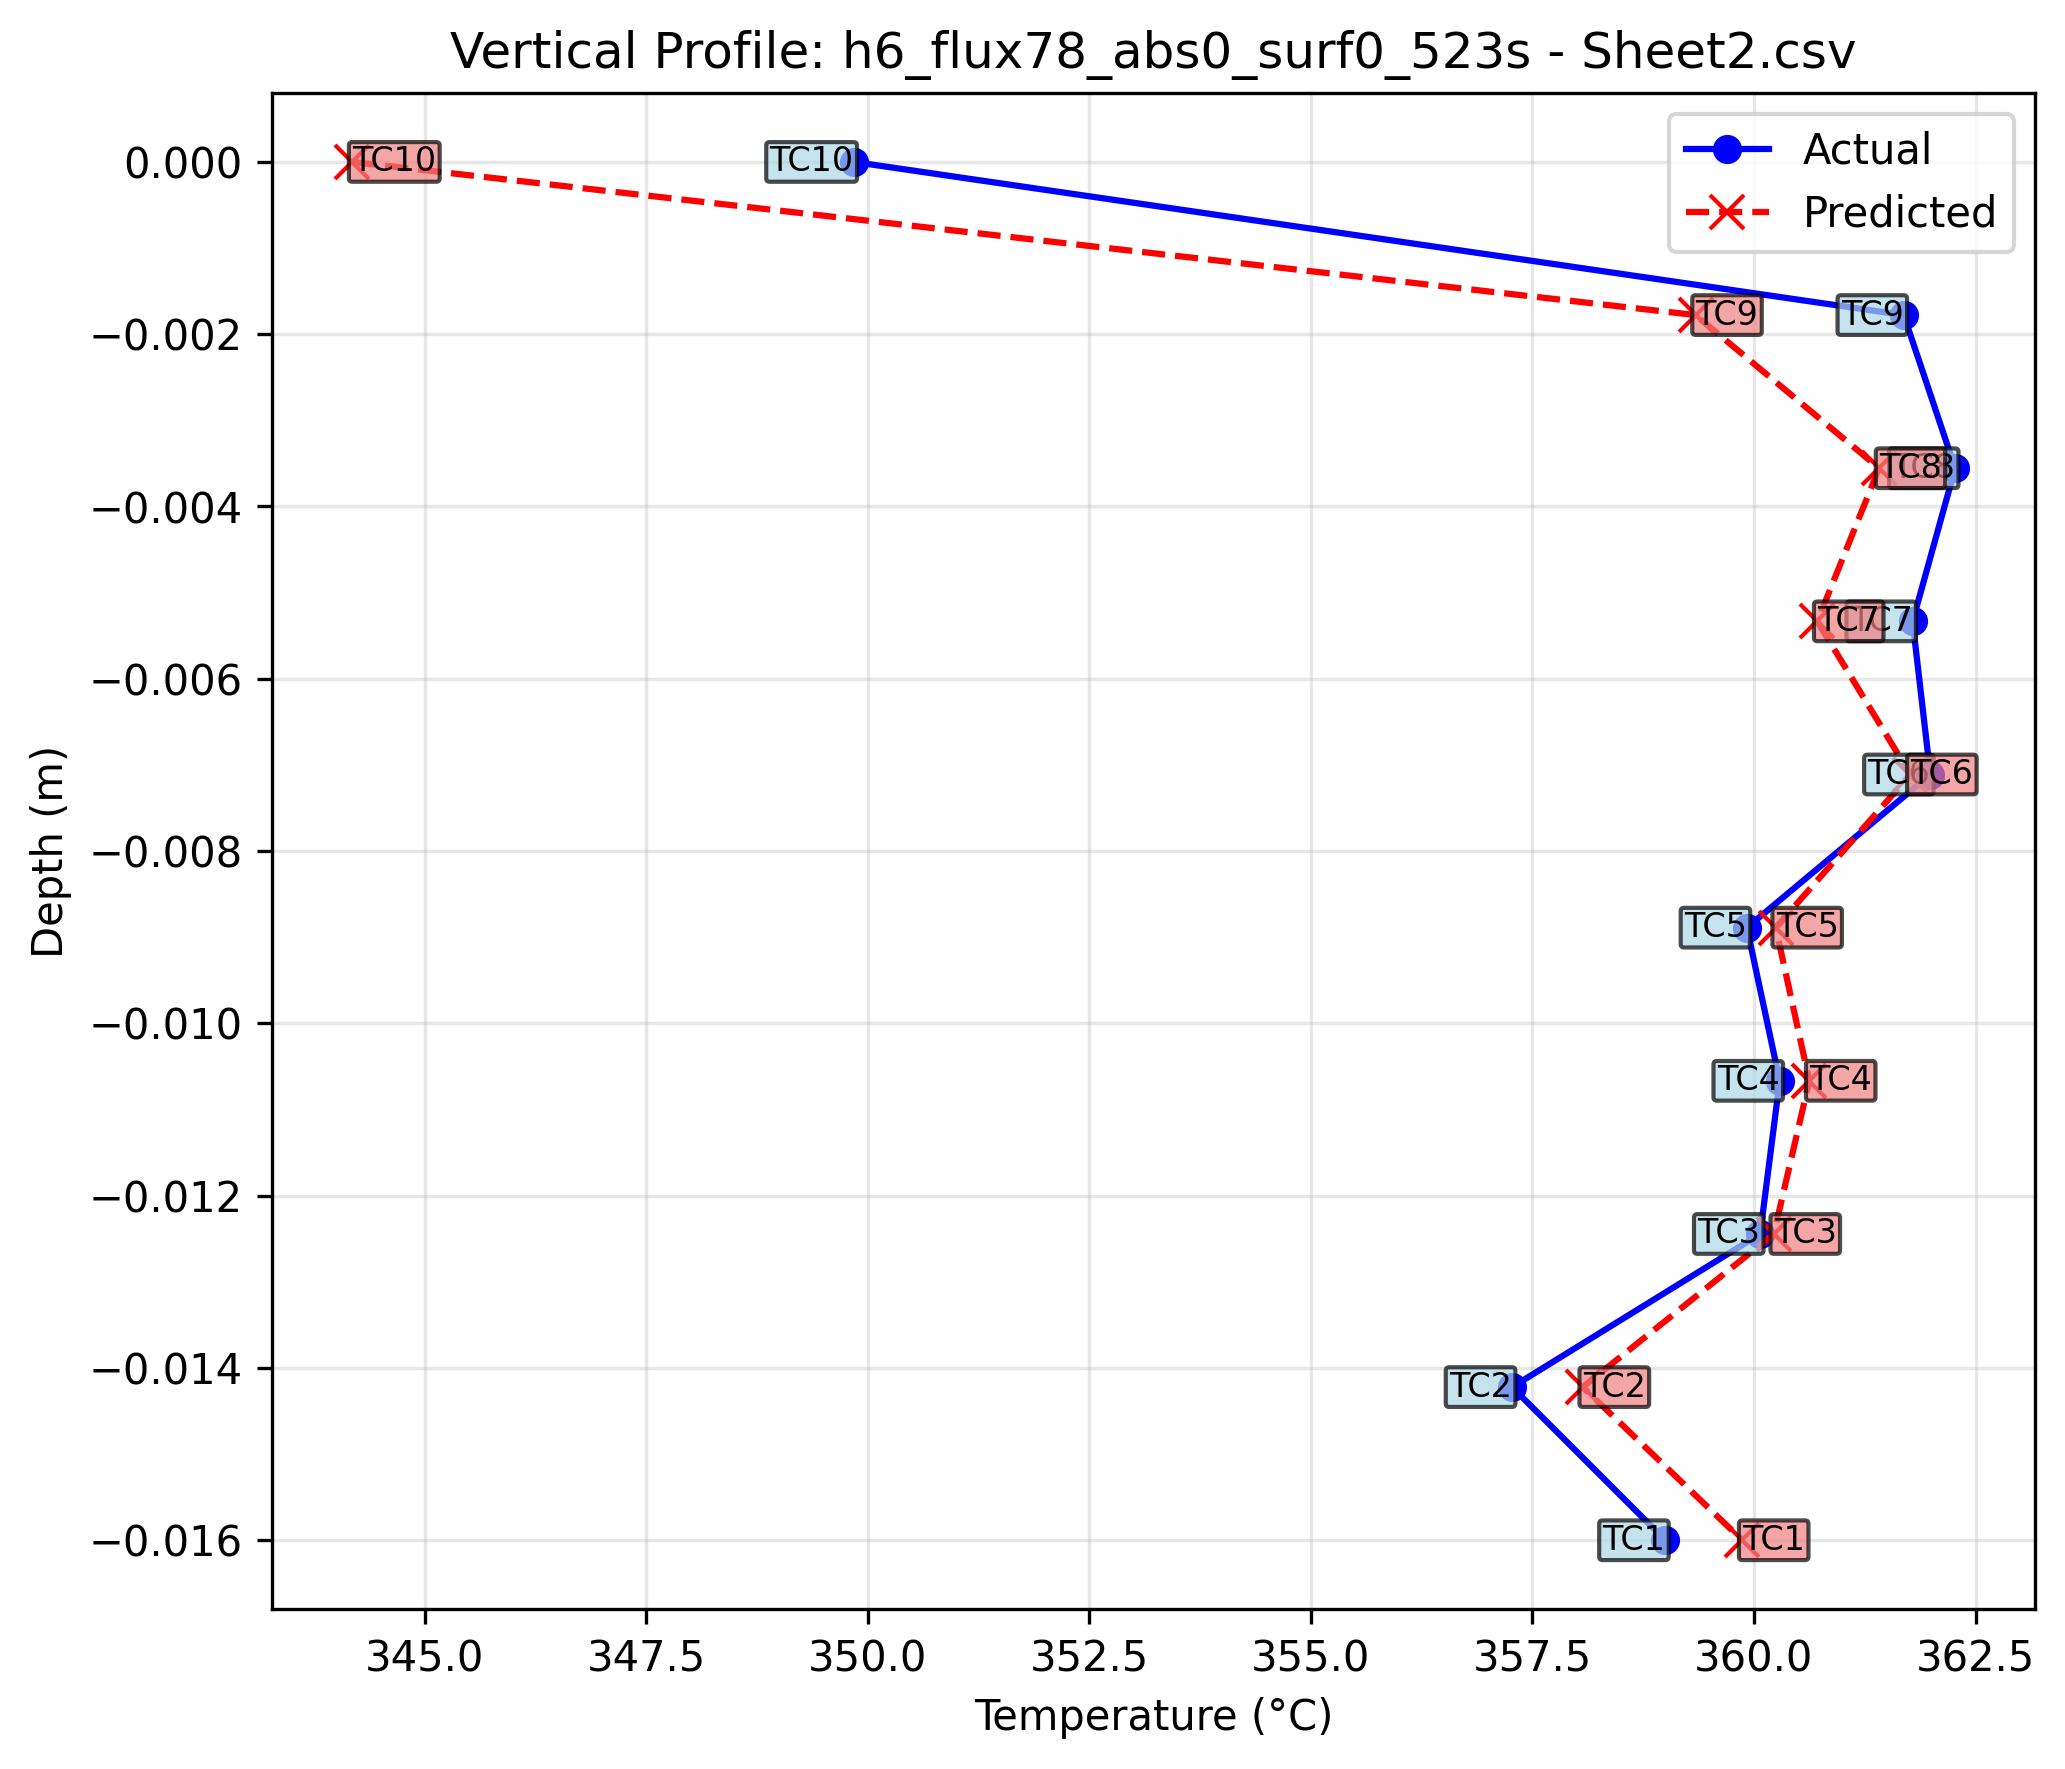 Vertical Profile: h6_flux78_abs0_surf0_523s - Sheet2.csv
Actual
Predicted
0.000
−0.002
−0.004
−0.006
−0.008
−0.010
−0.012
−0.014
−0.016
Depth (m)
TC10 TC10
TC9 TC9
TC8
TC7 TC7
TC6 TC6
TC5 TC5
TC4 TC4
TC3 TC3
TC2 TC2
TC1 TC1
345.0 347.5 350.0 352.5 355.0 357.5 360.0 362.5
Temperature (°C)